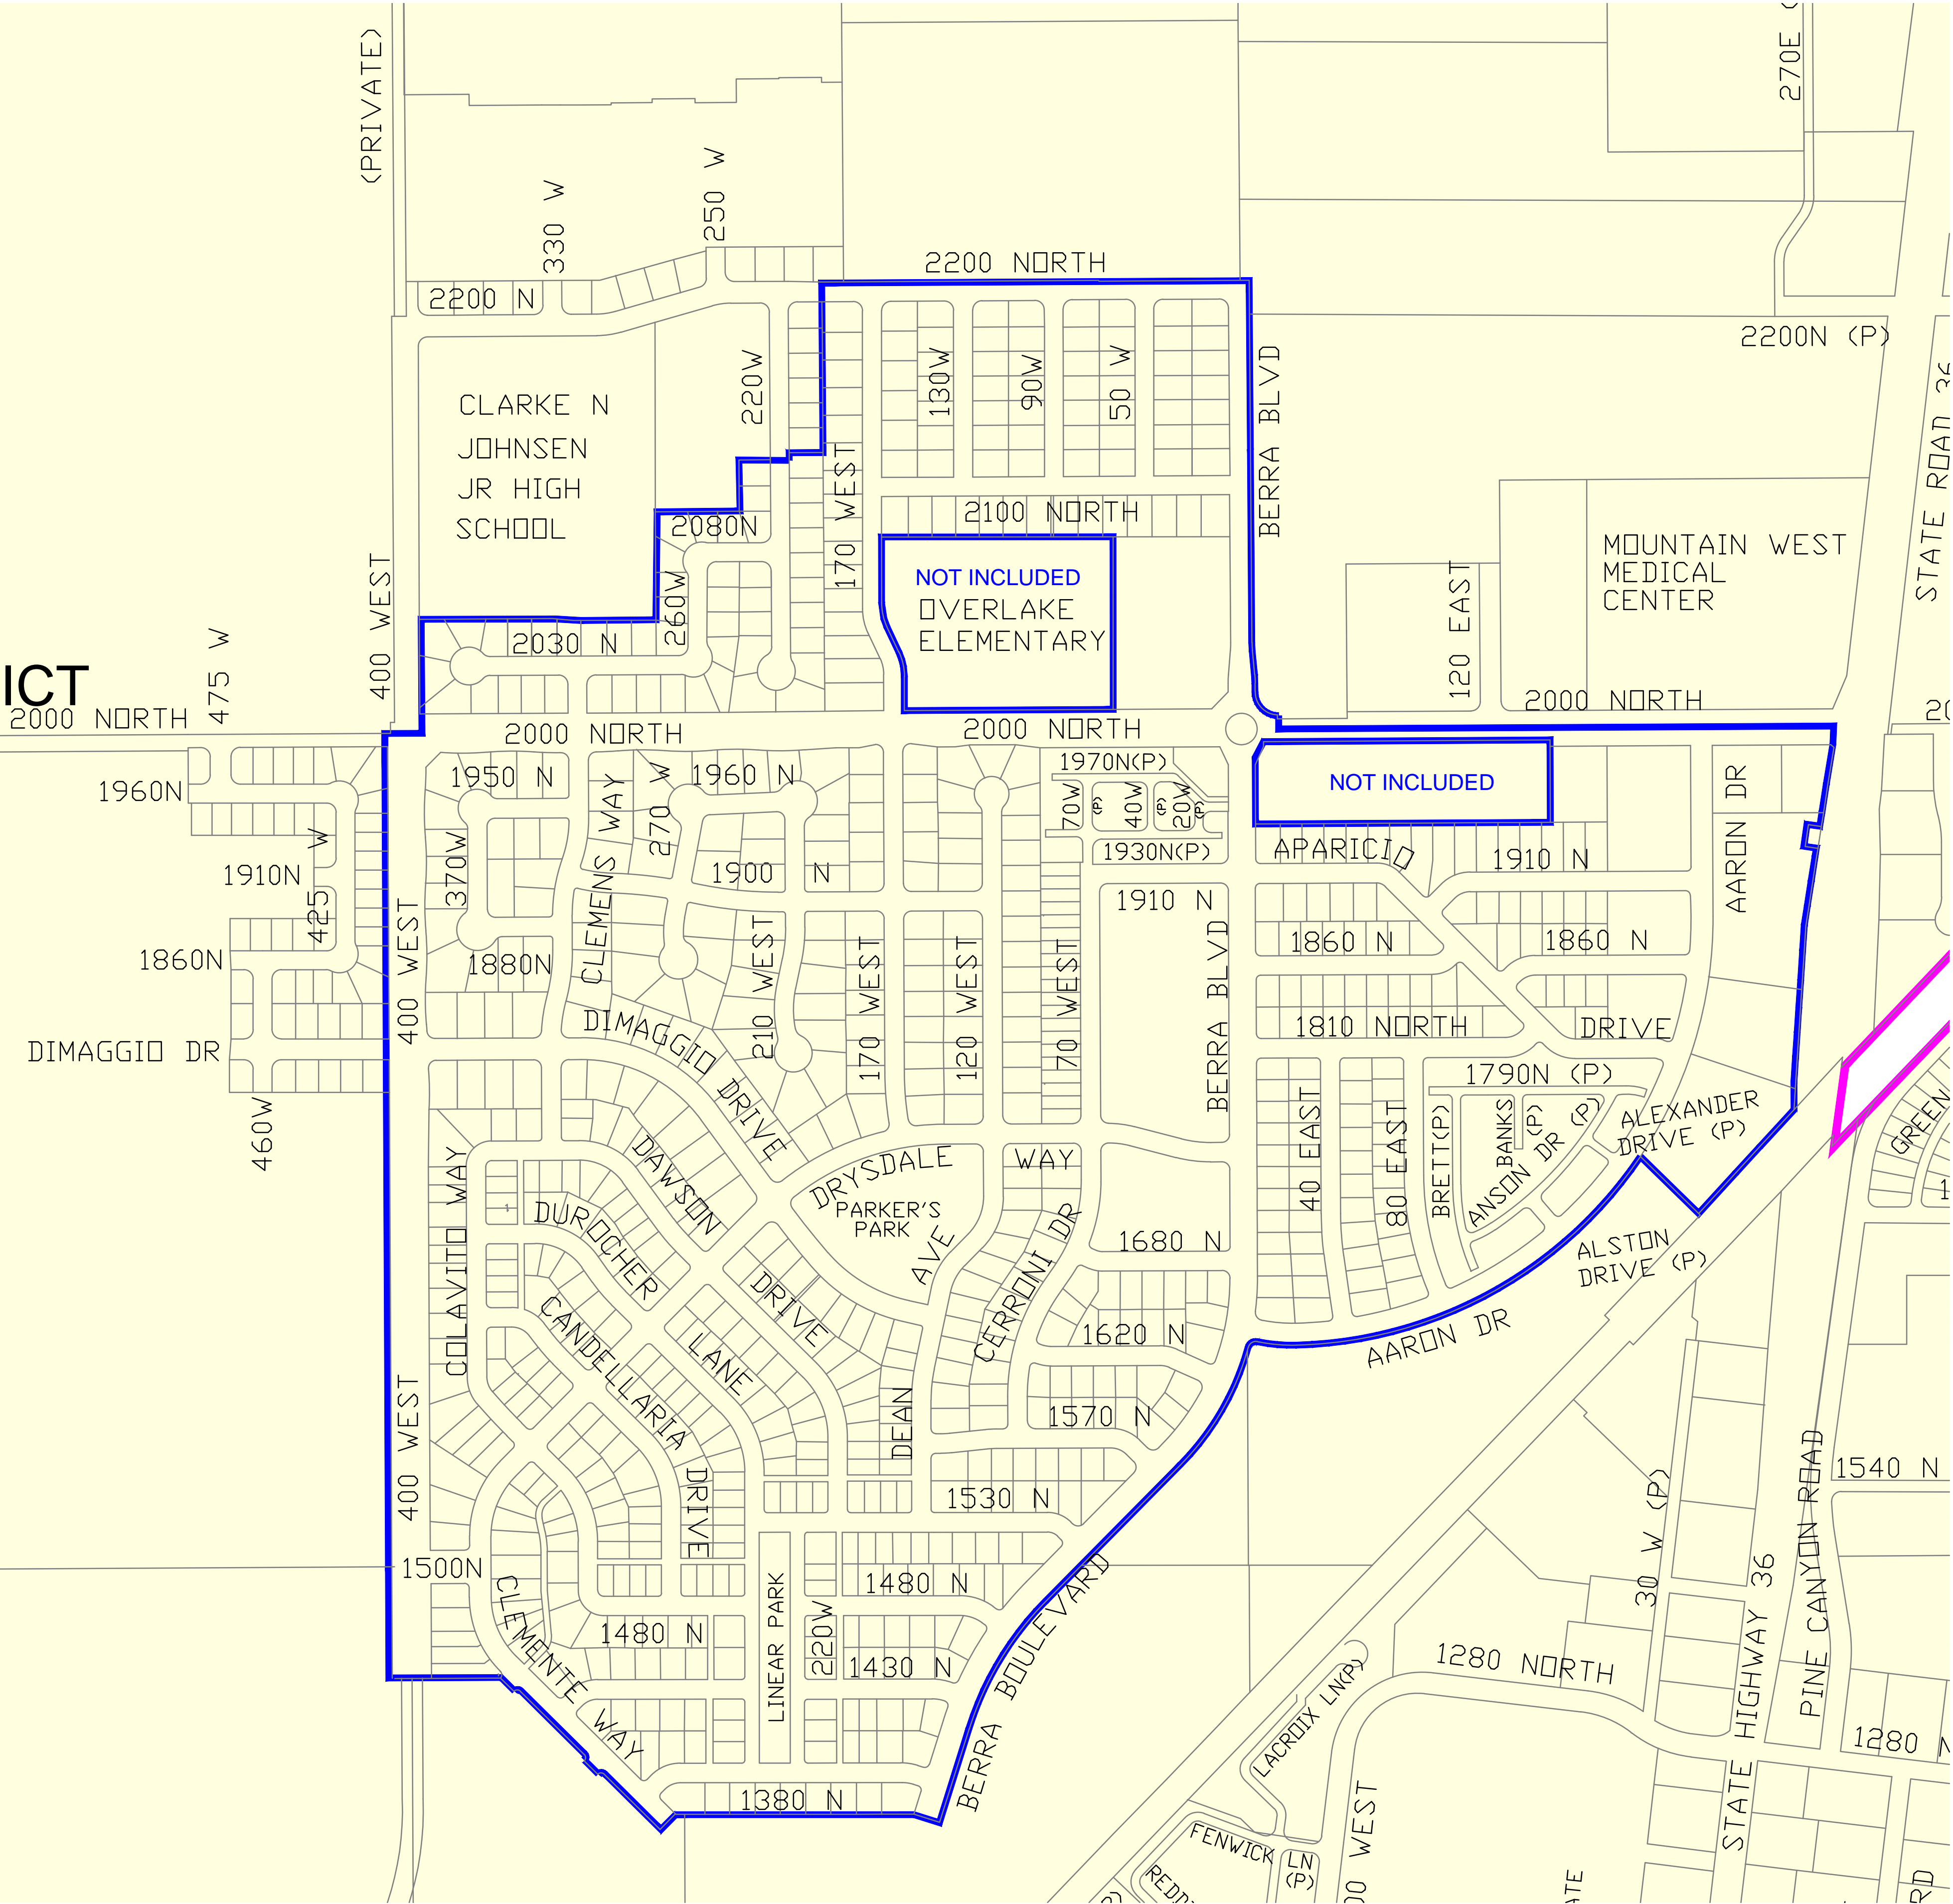 (PRIVATE)
270E
250 W
330 W
2200 NORTH
2200 N
2200N (P)
STATE ROAD 36
220W
130W
90W
50 W
BERRA BLVD
CLARKE N
JOHNSEN
JR HIGH
SCHOOL
170 WEST
2100 NORTH
2080N
MOUNTAIN WEST
MEDICAL
CENTER
NOT INCLUDED
OVERLAKE
ELEMENTARY
400 WEST
260W
120 EAST
2030 N
475 W
ICT
2000 NORTH
2000 NORTH
2000 NORTH
2000 NORTH
1970N(P)
1950 N
270 W
1960 N
NOT INCLUDED
1960N
CLEMENS WAY
70W
(P)
40W
(P)
20W
(P)
AARON DR
1930N(P)
APARICIO
1910 N
370W
1900 N
1910N
425 W
1910 N
400 WEST
1860 N
1860 N
1880N
1860N
210 WEST
170 WEST
120 WEST
70 WEST
BERRA BLVD
DIMAGGIO DRIVE
1810 NORTH
DRIVE
DIMAGGIO DR
460W
1790N (P)
40 EAST
80 EAST
BRETT(P)
BANKS
(P)
ANSON DR (P)
ALEXANDER
DRIVE (P)
GREEN
COLAVITO WAY
DAWSON
DRIVE
DRYSDALE
WAY
PARKER'S
PARK
DUROCHER
LANE
DEAN
AVE
CERRONI DR
1680 N
ALSTON
DRIVE (P)
1620 N
AARON DR
CANDELLARIA
DRIVE
400 WEST
1570 N
1530 N
1540 N
30 W (P)
PINE CANYON ROAD
1500N
1480 N
LINEAR PARK
220W
1480 N
CLEMENTE
WAY
1430 N
BERRA BOULEVARD
1280 NORTH
STATE HIGHWAY 36
STATE
LACROIX LN(P)
1280
1380 N
FENWICK
LN
(P)
WEST